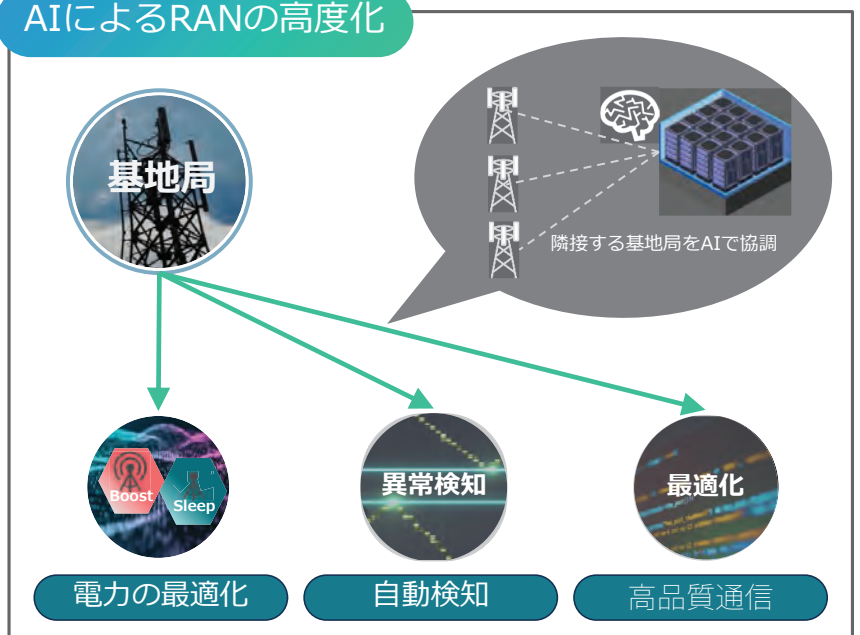 AIによるRANの高度化
基地局
隣接する基地局をAIで協調
Boost
Sleep
異常検知
最適化
電力の最適化
自動検知
高品質通信